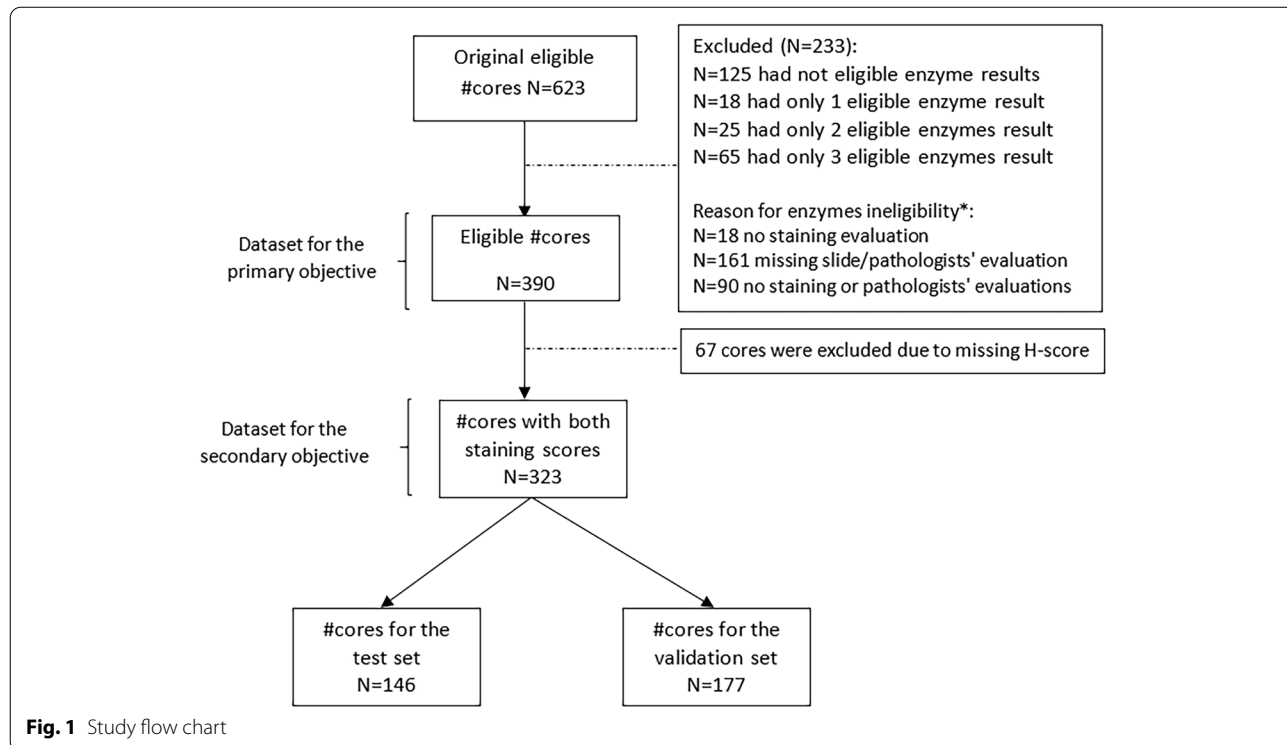 Original eligible
#cores N=623
Excluded (N=233):
N=125 had not eligible enzyme results
N=18 had only 1 eligible enzyme result
N=25 had only 2 eligible enzymes result
N=65 had only 3 eligible enzymes result
Reason for enzymes ineligibility*:
N=18 no staining evaluation
N=161 missing slide/pathologists' evaluation
N=90 no staining or pathologists' evaluations
Dataset for the
primary objective
Eligible #cores
N=390
67 cores were excluded due to missing H-score
Dataset for the
secondary objective
#cores with both
staining scores
N=323
#cores for the
test set
N=146
#cores for the
validation set
N=177
Fig. 1 Study flow chart